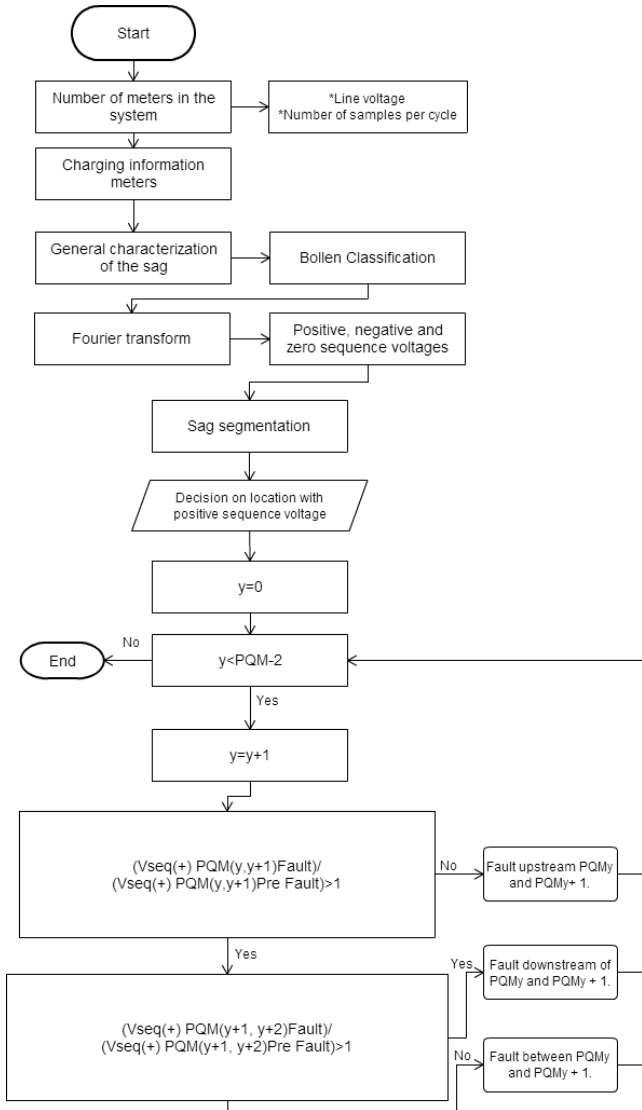 Start
Number of meters in the
system
*Line voltage
*Number of samples per cycle
Charging information
meters
General characterization
of the sag
Bollen Classification
Fourier transform
Positive, negative and
zero sequence voltages
Sag segmentation
Decision on location with
positive sequence voltage
y=0
No
End
y<PQM-2
Yes
y=y+1
(Vseq(+) PQM(y,y+1)Fault)/
(Vseq(+) PQM(y,y+1)Pre Fault)>1
No
Fault upstream PQMy
and PQMy+ 1.
Yes
(Vseq(+) PQM(y+1, y+2)Fault)/
(Vseq(+) PQM(y+1, y+2)Pre Fault)>1
Yes
Fault downstream of
PQMy and PQMy + 1.
No
Fault between PQMy
and PQMy + 1.